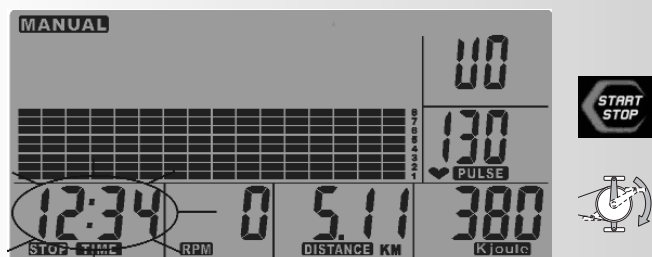 MANUAL
U0
8
7
6
5
4
3
2
1
130
PULSE
12:34
STOP TIME
0
RPM
5.11
DISTANCE KM
380
Kjoule
START
STOP